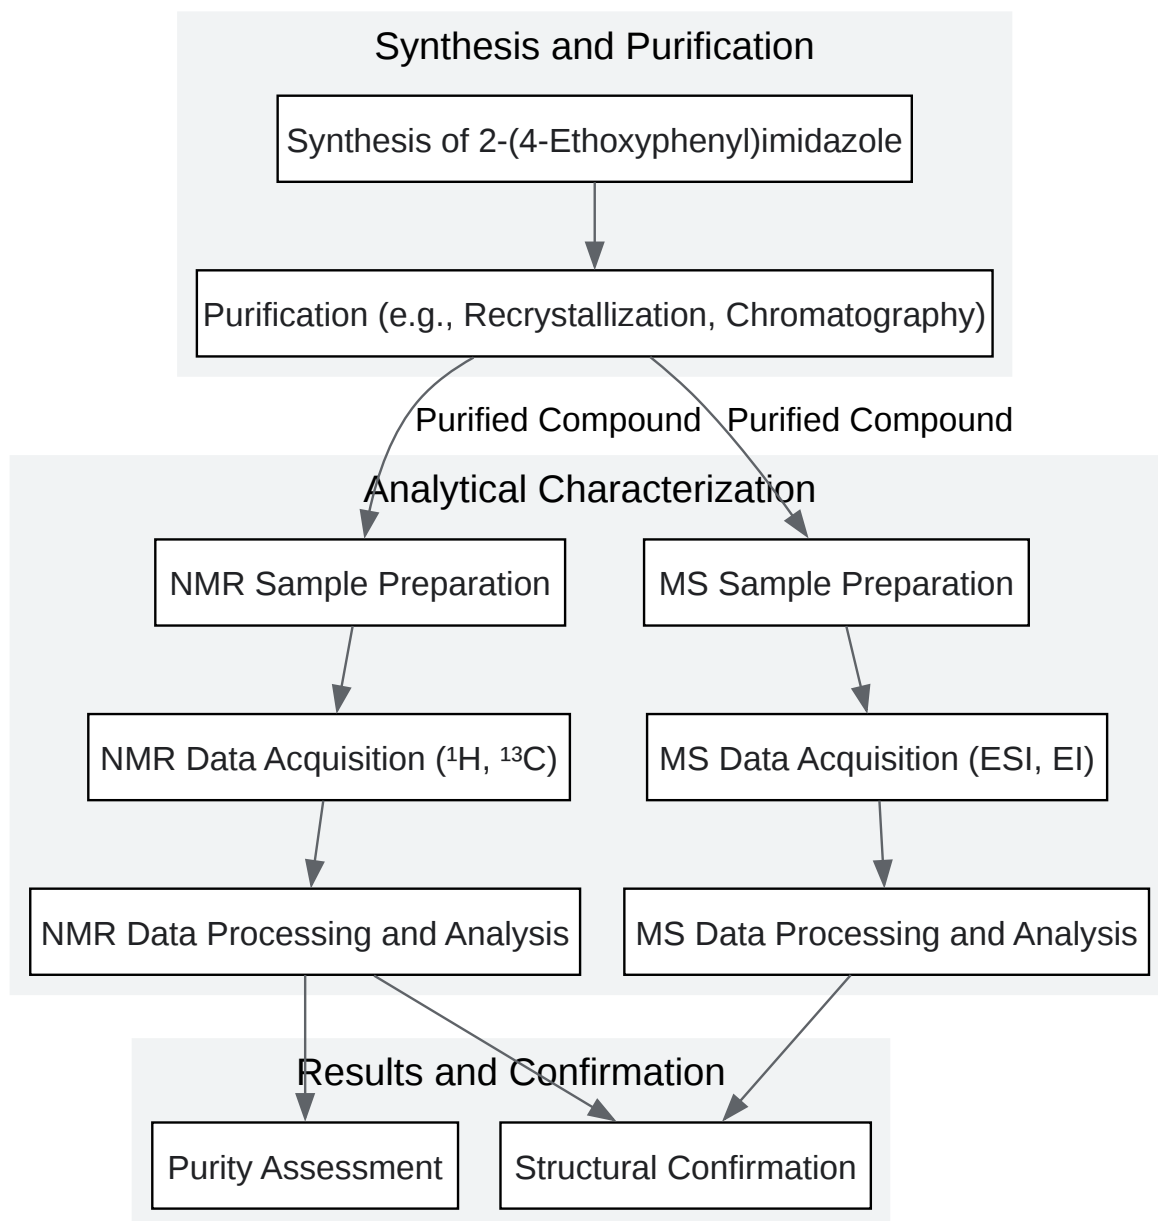 Synthesis and Purification
Synthesis of 2-(4-Ethoxyphenyl)imidazole
Purification (e.g., Recrystallization, Chromatography)
Purified Compound
Purified Compound
Analytical Characterization
NMR Sample Preparation
MS Sample Preparation
NMR Data Acquisition (¹H, ¹³C)
MS Data Acquisition (ESI, EI)
NMR Data Processing and Analysis
MS Data Processing and Analysis
Results and Confirmation
Purity Assessment
Structural Confirmation